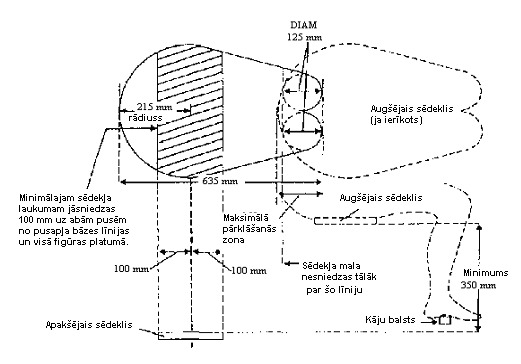 DIAM
125 mm
215 mm
rādiuss
Augšējais sēdeklis
(ja ierīkots)
635 mm
Minimālajam sēdekļa
laukumam jāsniedzas
100 mm uz abām pusēm
no pusapļa bāzes līnijas
un visā figūras platumā.
Maksimālā
pārklāšanās
zona
Augšējais sēdeklis
100 mm
100 mm
Sēdekļa mala
nesniedzas tālāk
par šo līniju
Minimums
350 mm
Apakšējais sēdeklis
Kāju balsts